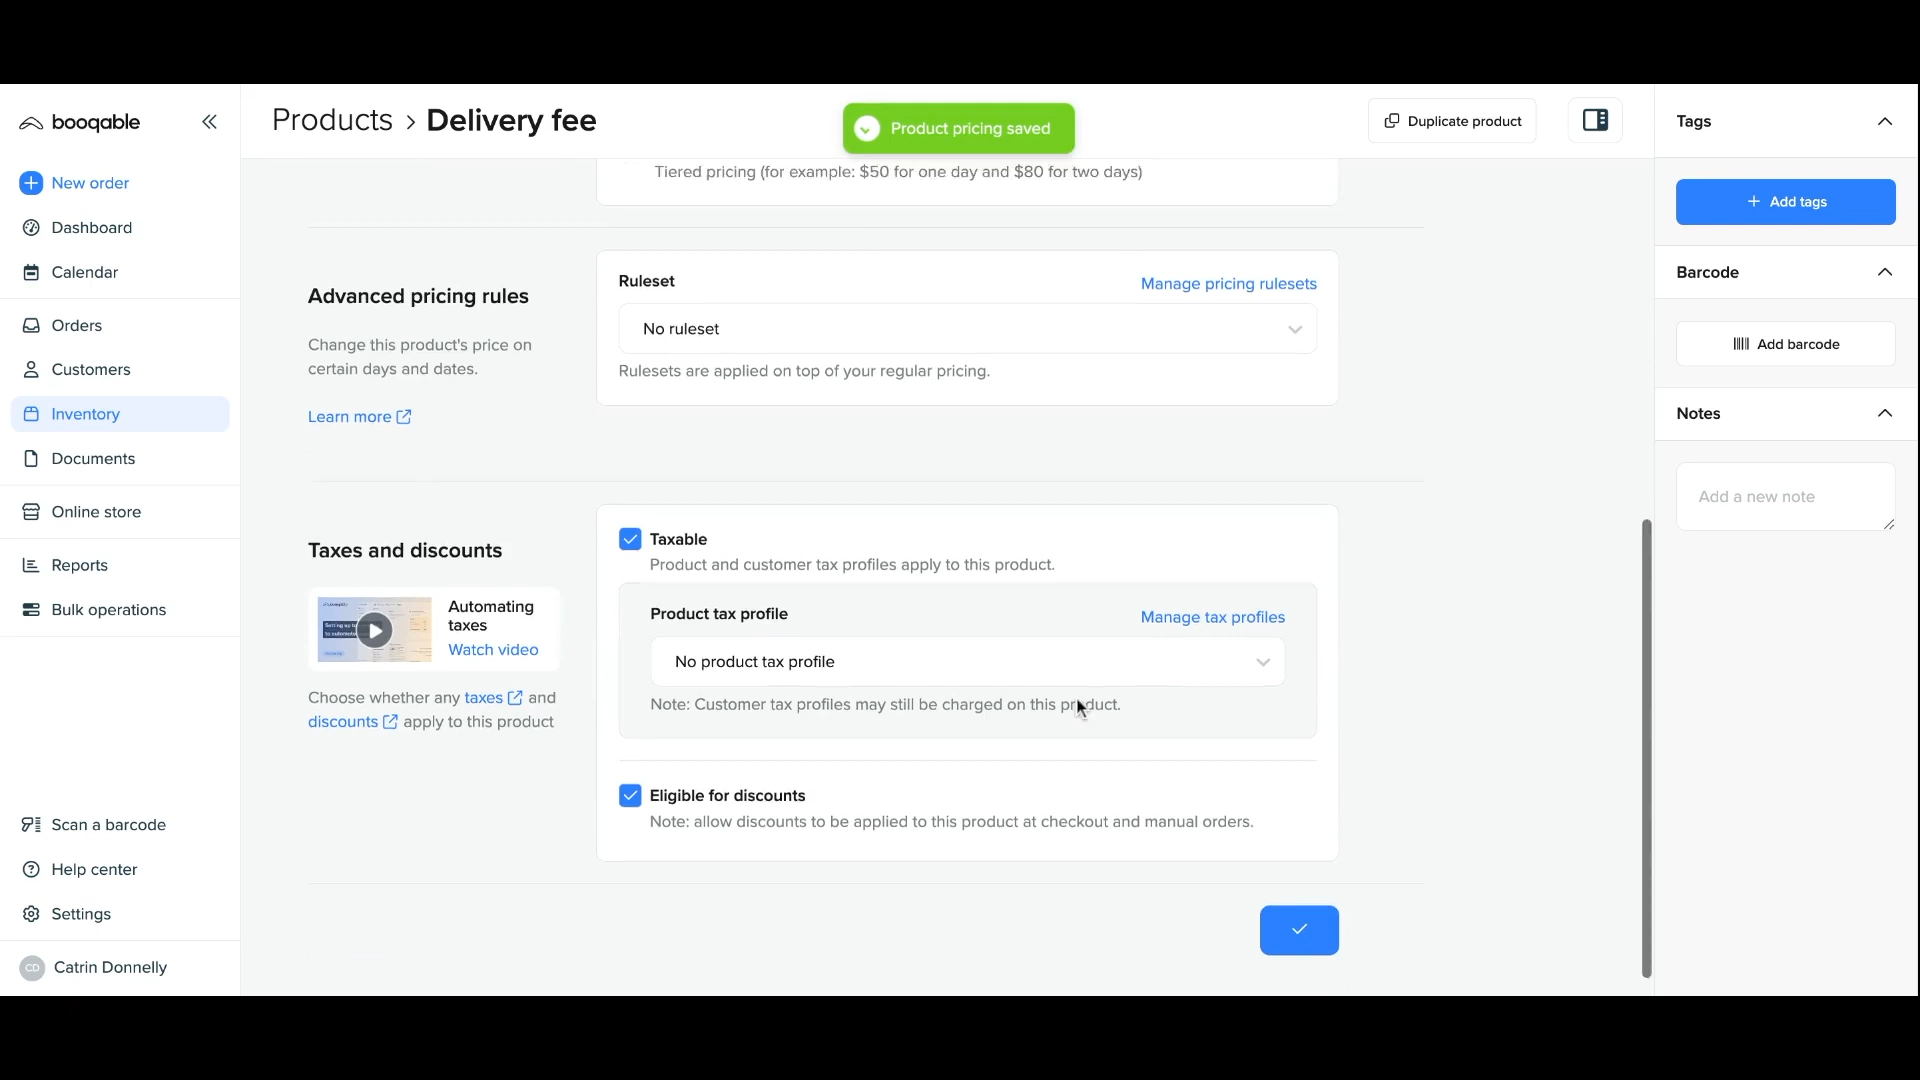 booqable
Products > Delivery fee
Product pricing saved
Duplicate product
Tags
New order
Dashboard
Calendar
Orders
Customers
Inventory
Documents
Online store
Reports
Bulk operations
Scan a barcode
Help center
Settings
CD Catrin Donnelly
Tiered pricing (for example: $50 for one day and $80 for two days)
Advanced pricing rules
Change this product's price on
certain days and dates.
Learn more
Ruleset
Manage pricing rulesets
No ruleset
Rulesets are applied on top of your regular pricing.
Taxes and discounts
Automating
taxes
Watch video
Choose whether any taxes and
discounts apply to this product
Taxable
Product and customer tax profiles apply to this product.
Product tax profile
Manage tax profiles
No product tax profile
Note: Customer tax profiles may still be charged on this product.
Eligible for discounts
Note: allow discounts to be applied to this product at checkout and manual orders.
Add tags
Barcode
Add barcode
Notes
Add a new note